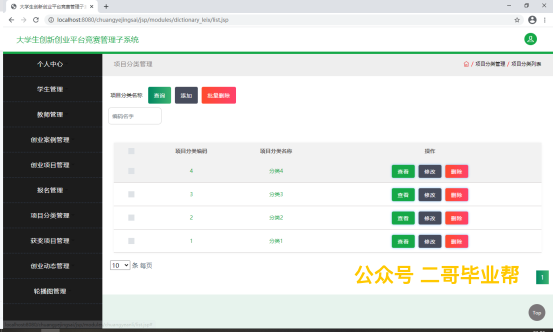 大学生创新创业平台竞赛管理子系统
localhost:8080/chuangyejingsai/jsp/modules/dictionary_leix/list.jsp
大学生创新创业平台竞赛管理子系统
个人中心
学生管理
教师管理
创业案例管理
创业项目管理
报名管理
项目分类管理
获奖项目管理
创业动态管理
轮播图管理
项目分类管理
/ 项目分类管理 / 项目分类列表
项目分类名称 查询 添加 批量删除
编码名字
项目分类编码 项目分类名称 操作
4 分类4 查看 修改 删除
3 分类3 查看 修改 删除
2 分类2 查看 修改 删除
1 分类1 查看 修改 删除
10 条 每页
1
公众号 二哥毕业帮
Top